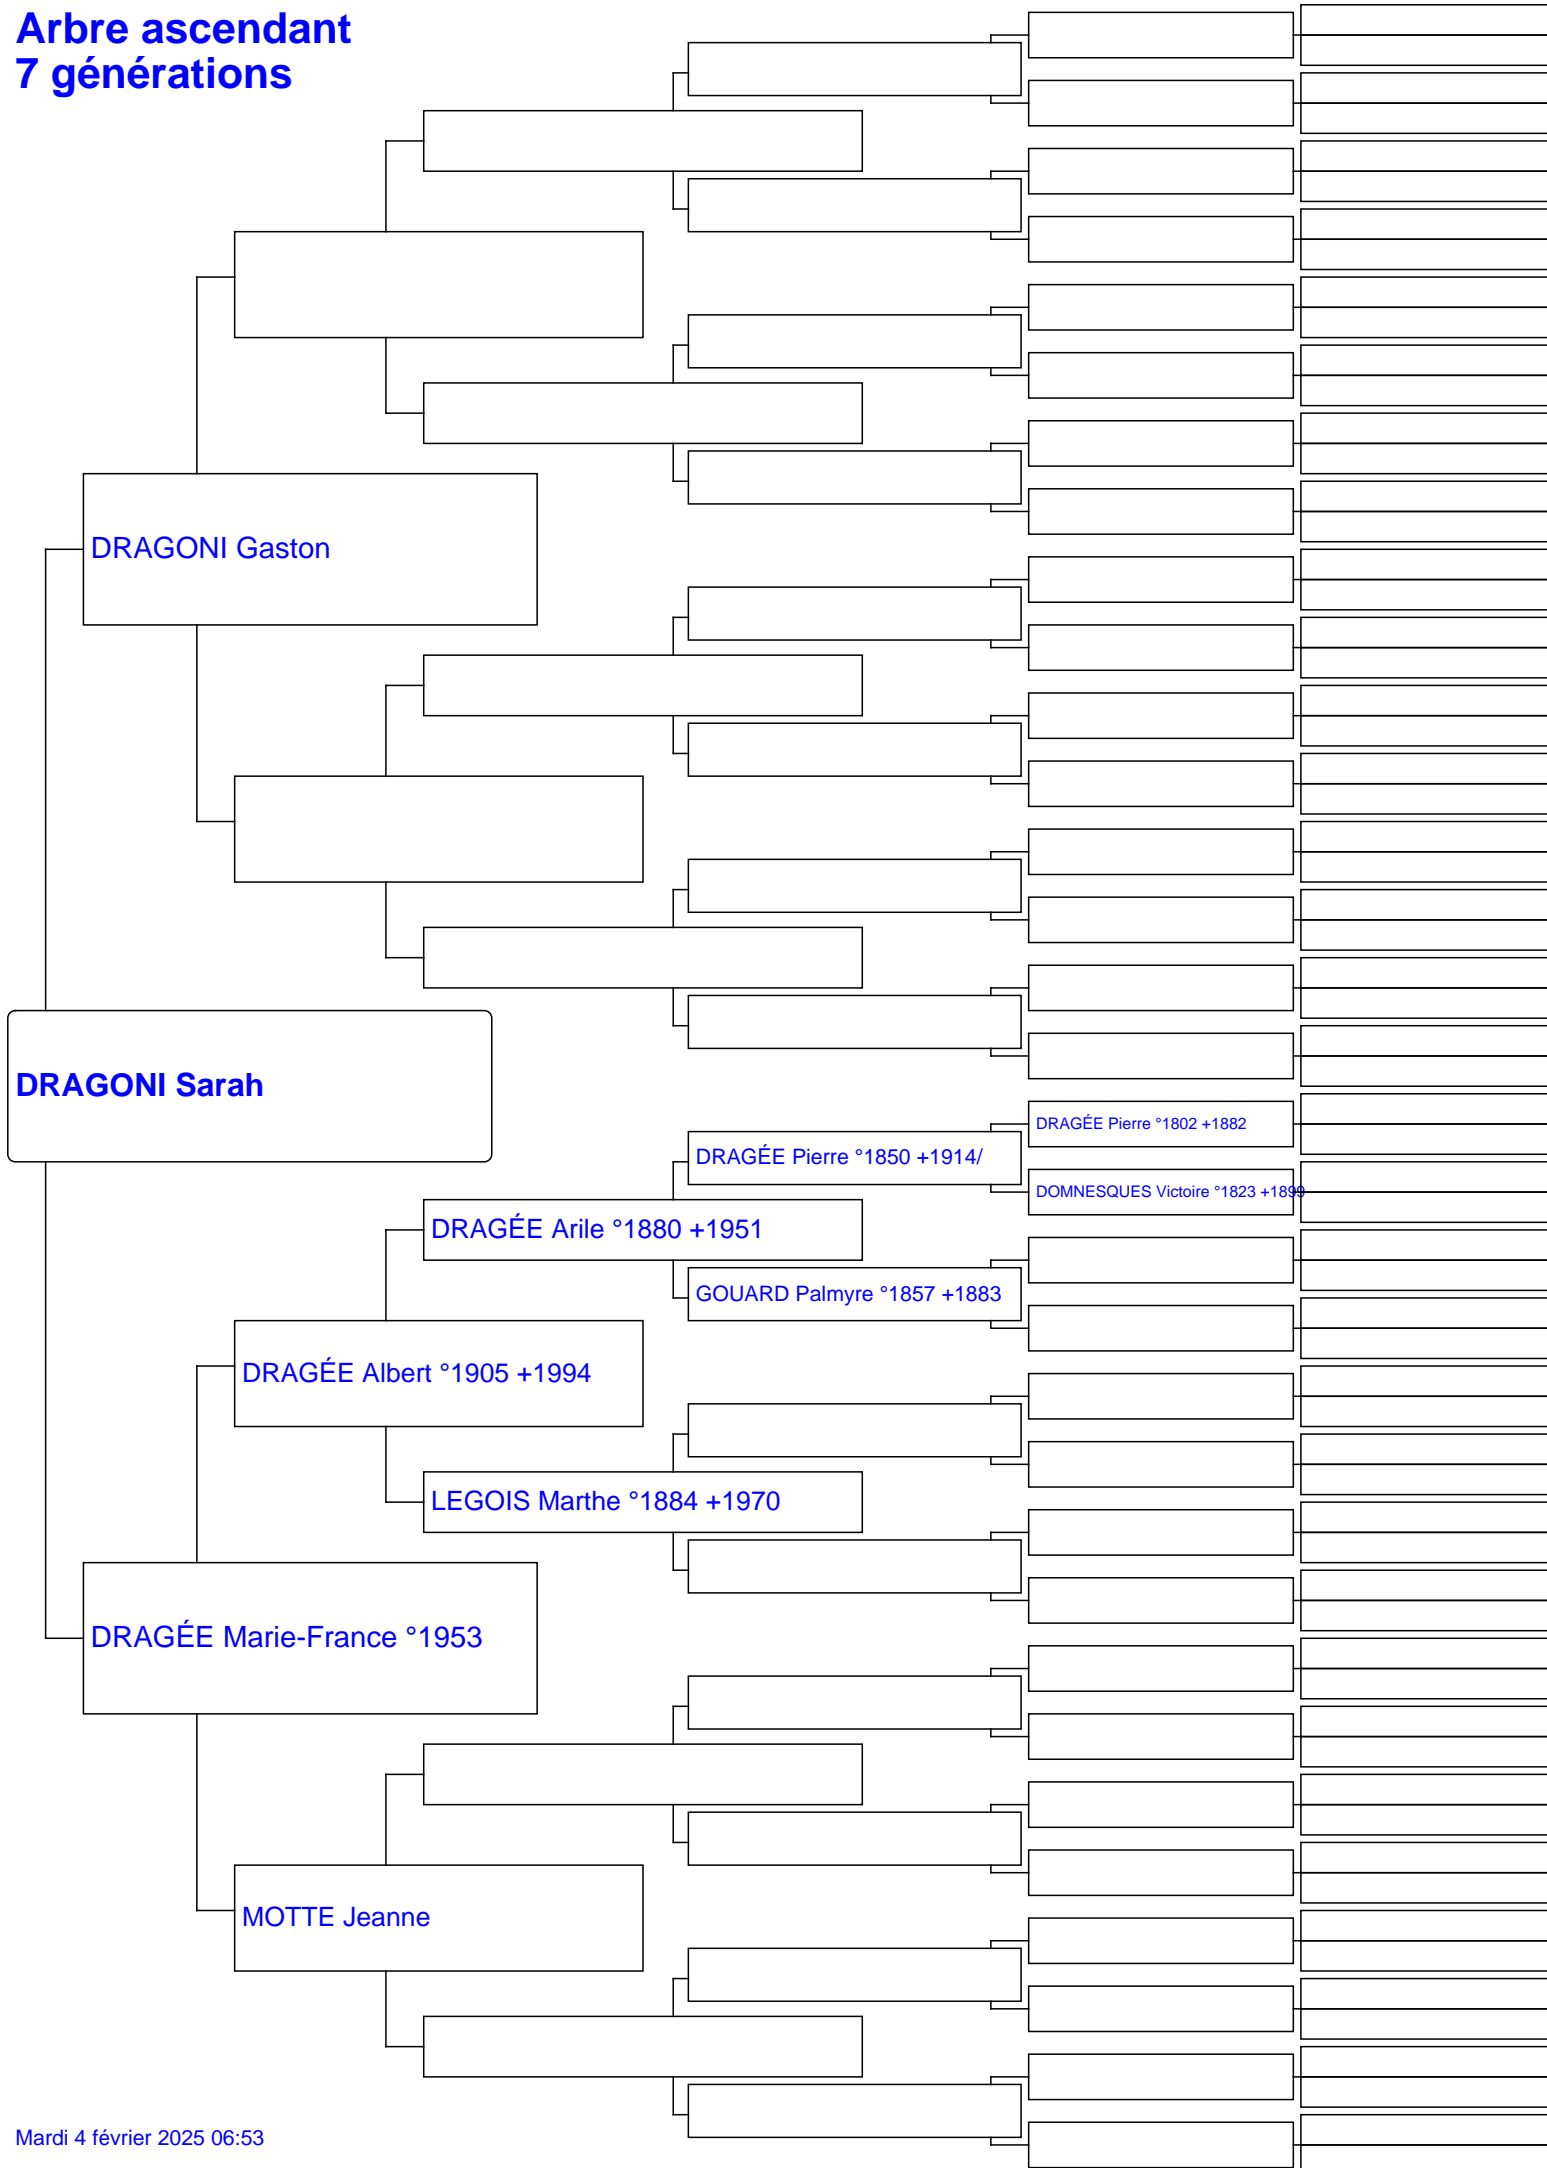 Arbre ascendant
7 générations
DRAGONI Gaston
DRAGONI Sarah
DRAGÉE Pierre °1802 +1882
DRAGÉE Pierre °1850 +1914/
DOMNESQUES Victoire °1823 +1899
DRAGÉE Arile °1880 +1951
GOUARD Palmyre °1857 +1883
DRAGÉE Albert °1905 +1994
LEGOIS Marthe °1884 +1970
DRAGÉE Marie-France °1953
MOTTE Jeanne
Mardi 4 février 2025 06:53